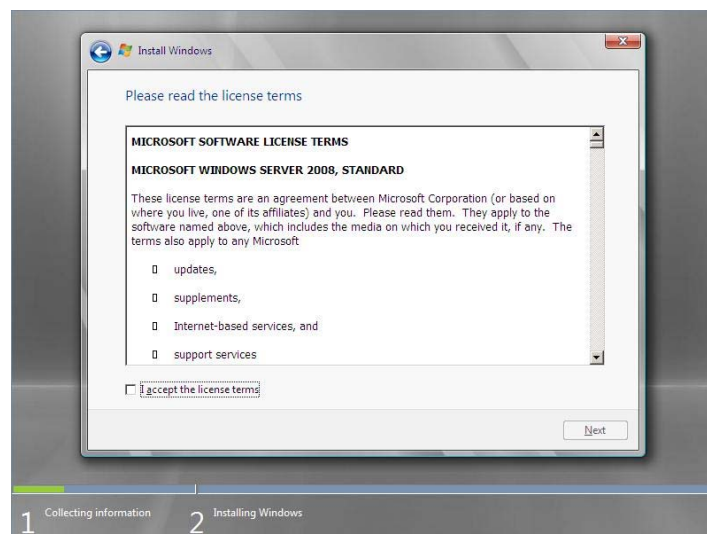 Install Windows
Please read the license terms
MICROSOFT SOFTWARE LICENSE TERMS
MICROSOFT WINDOWS SERVER 2008, STANDARD
These license terms are an agreement between Microsoft Corporation (or based on
where you live, one of its affiliates) and you. Please read them. They apply to the
software named above, which includes the media on which you received it, if any. The
terms also apply to any Microsoft
updates,
supplements,
Internet-based services, and
support services
I accept the license terms
Next
1 Collecting information
2 Installing Windows